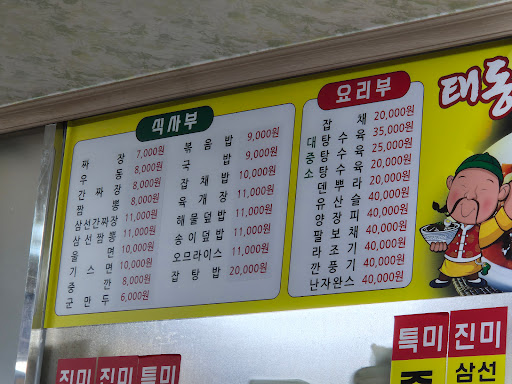 태동
식사부
짜장 7,000원 볶음밥 9,000원
우동 8,000원 국밥 9,000원
간짜장 8,000원 잡채밥 10,000원
짬뽕 8,000원 육개장 11,000원
삼선간짜장 11,000원 해물덮밥 11,000원
삼선짬뽕 11,000원 송이덮밥 11,000원
울면 10,000원 오므라이스 11,000원
기스면 10,000원 잡탕밥 20,000원
중깐 8,000원
군만두 6,000원
요리부
잡채 20,000원
대탕수육 35,000원
중탕수육 25,000원
소탕수육 20,000원
덴뿌라 20,000원
유산슬 40,000원
양장피 40,000원
팔보채 40,000원
라조기 40,000원
깐풍기 40,000원
난자완스 40,000원
특미 진미
삼선
진미 진미 특미